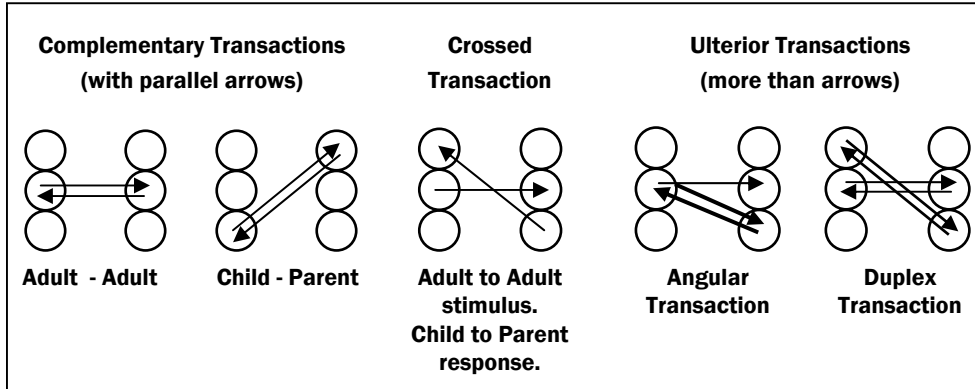 Complementary Transactions
(with parallel arrows)
Crossed
Transaction
Ulterior Transactions
(more than arrows)
Adult - Adult
Child - Parent
Adult to Adult
stimulus.
Child to Parent
response.
Angular
Transaction
Duplex
Transaction